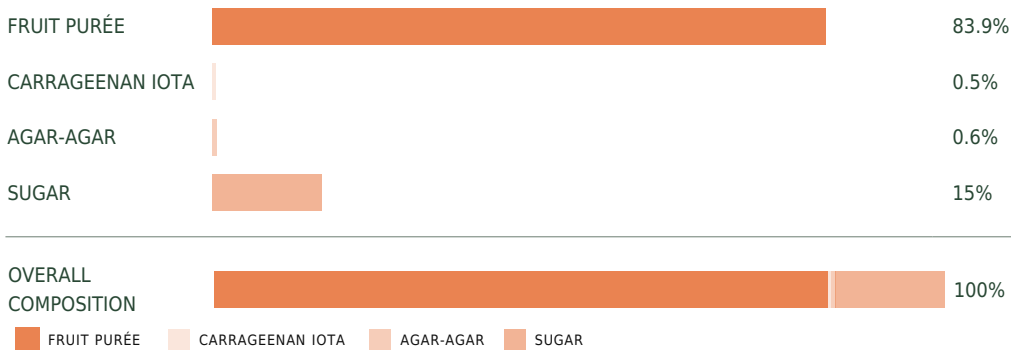 FRUIT PURÉE 83.9%
CARRAGEENAN IOTA 0.5%
AGAR-AGAR 0.6%
SUGAR 15%
OVERALL
COMPOSITION 100%
FRUIT PURÉE CARRAGEENAN IOTA AGAR-AGAR SUGAR